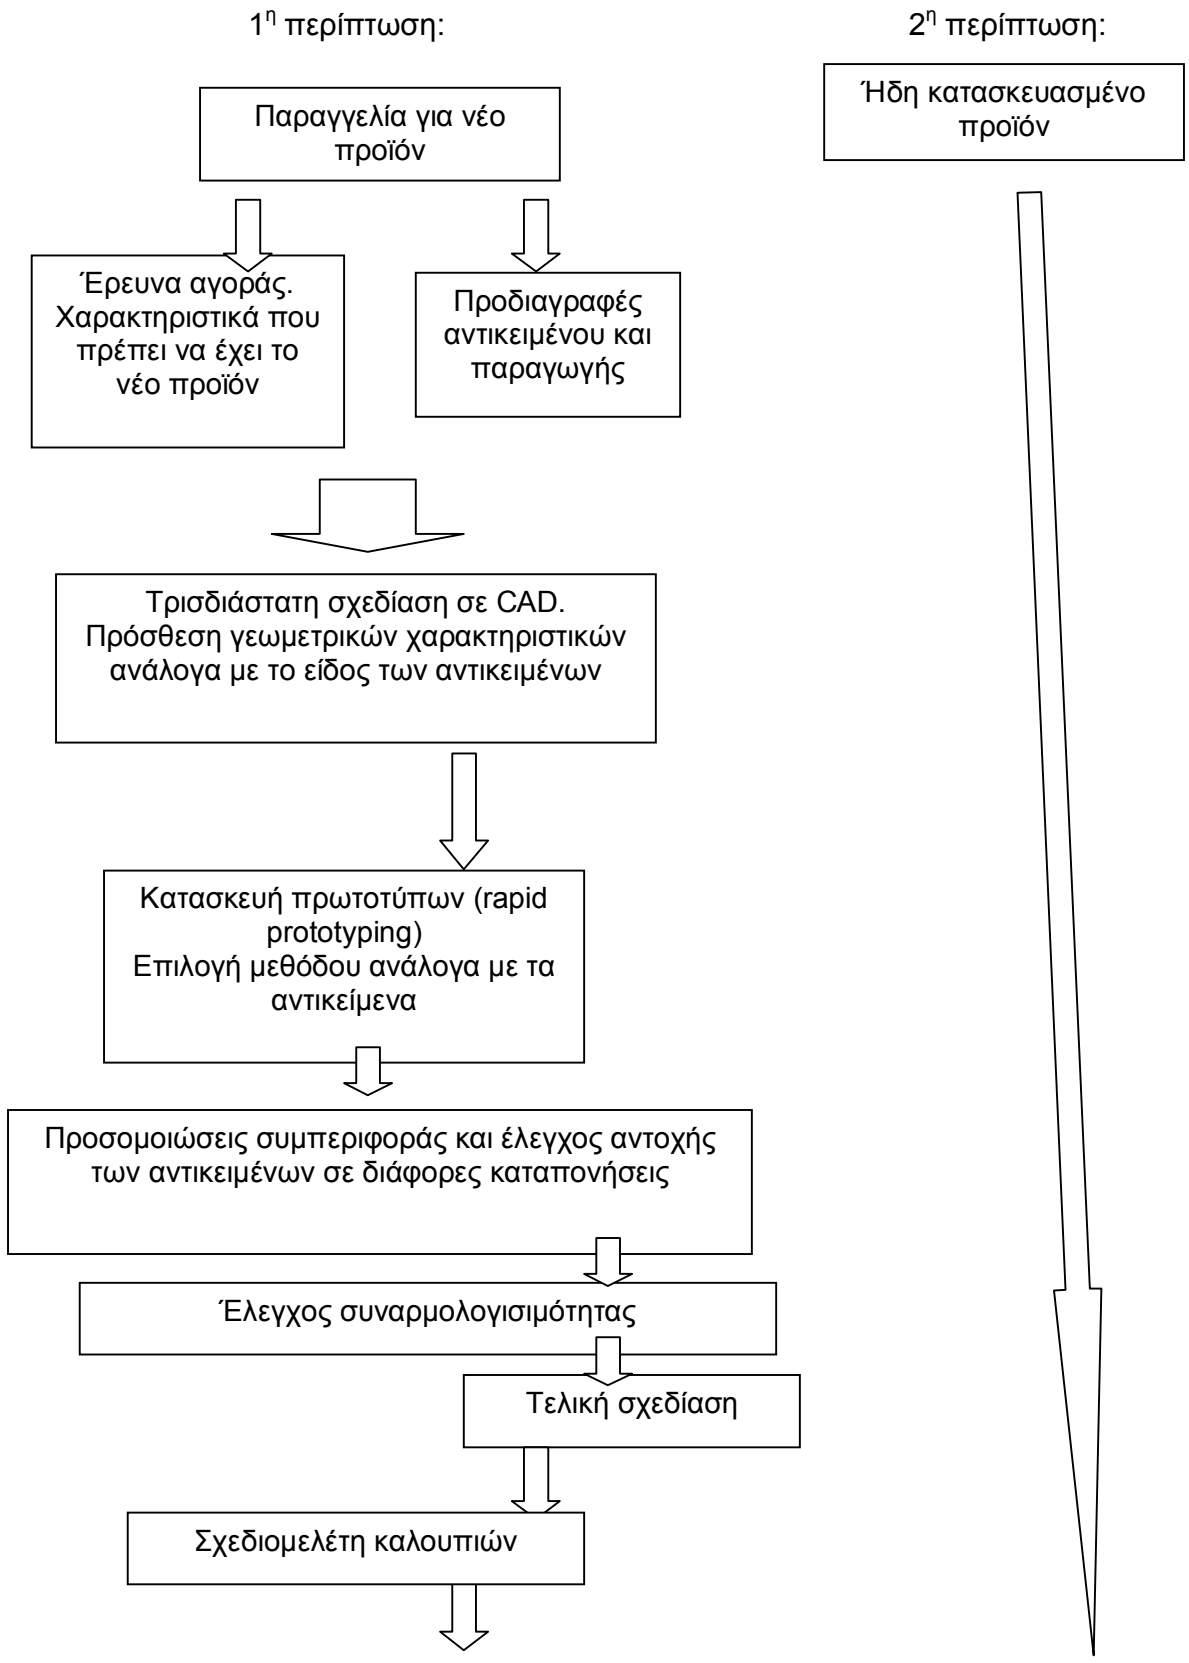 1η περίπτωση:
2η περίπτωση:
Παραγγελία για νέο
προϊόν
Ήδη κατασκευασμένο
προϊόν
Έρευνα αγοράς.
Χαρακτηριστικά που
πρέπει να έχει το
νέο προϊόν
Προδιαγραφές
αντικειμένου και
παραγωγής
Τρισδιάστατη σχεδίαση σε CAD.
Πρόσθεση γεωμετρικών χαρακτηριστικών
ανάλογα με το είδος των αντικειμένων
Κατασκευή πρωτοτύπων (rapid
prototyping)
Επιλογή μεθόδου ανάλογα με τα
αντικείμενα
Προσομοιώσεις συμπεριφοράς και έλεγχος αντοχής
των αντικειμένων σε διάφορες καταπονήσεις
Έλεγχος συναρμολογισιμότητας
Τελική σχεδίαση
Σχεδιομελέτη καλουπιών